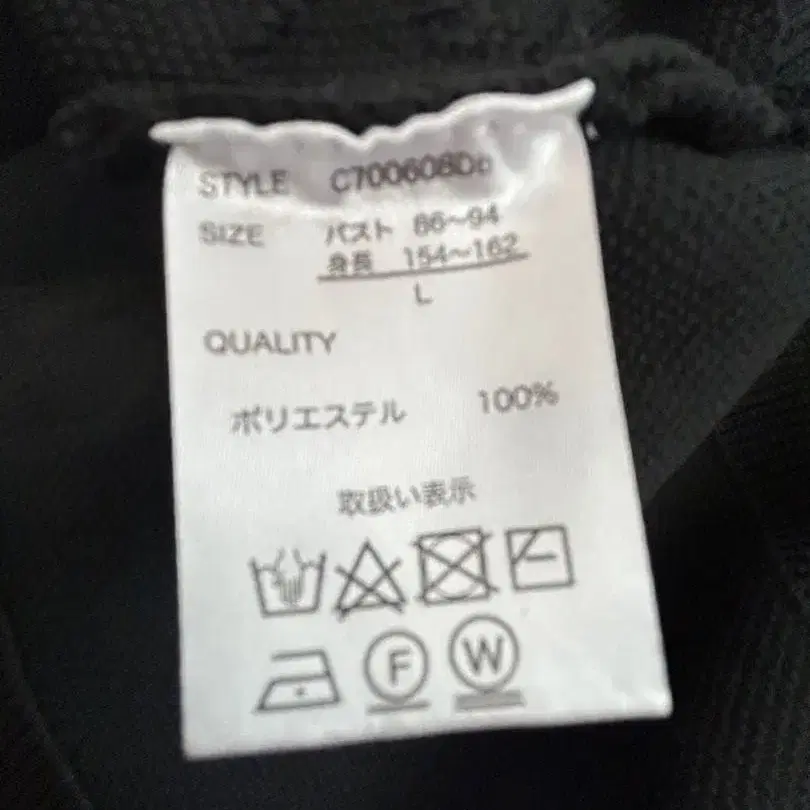 STYLE C700608Db
SIZE バスト 86〜94
身長 154〜162
L
QUALITY
ポリエステル 100%
取扱い表示
F W